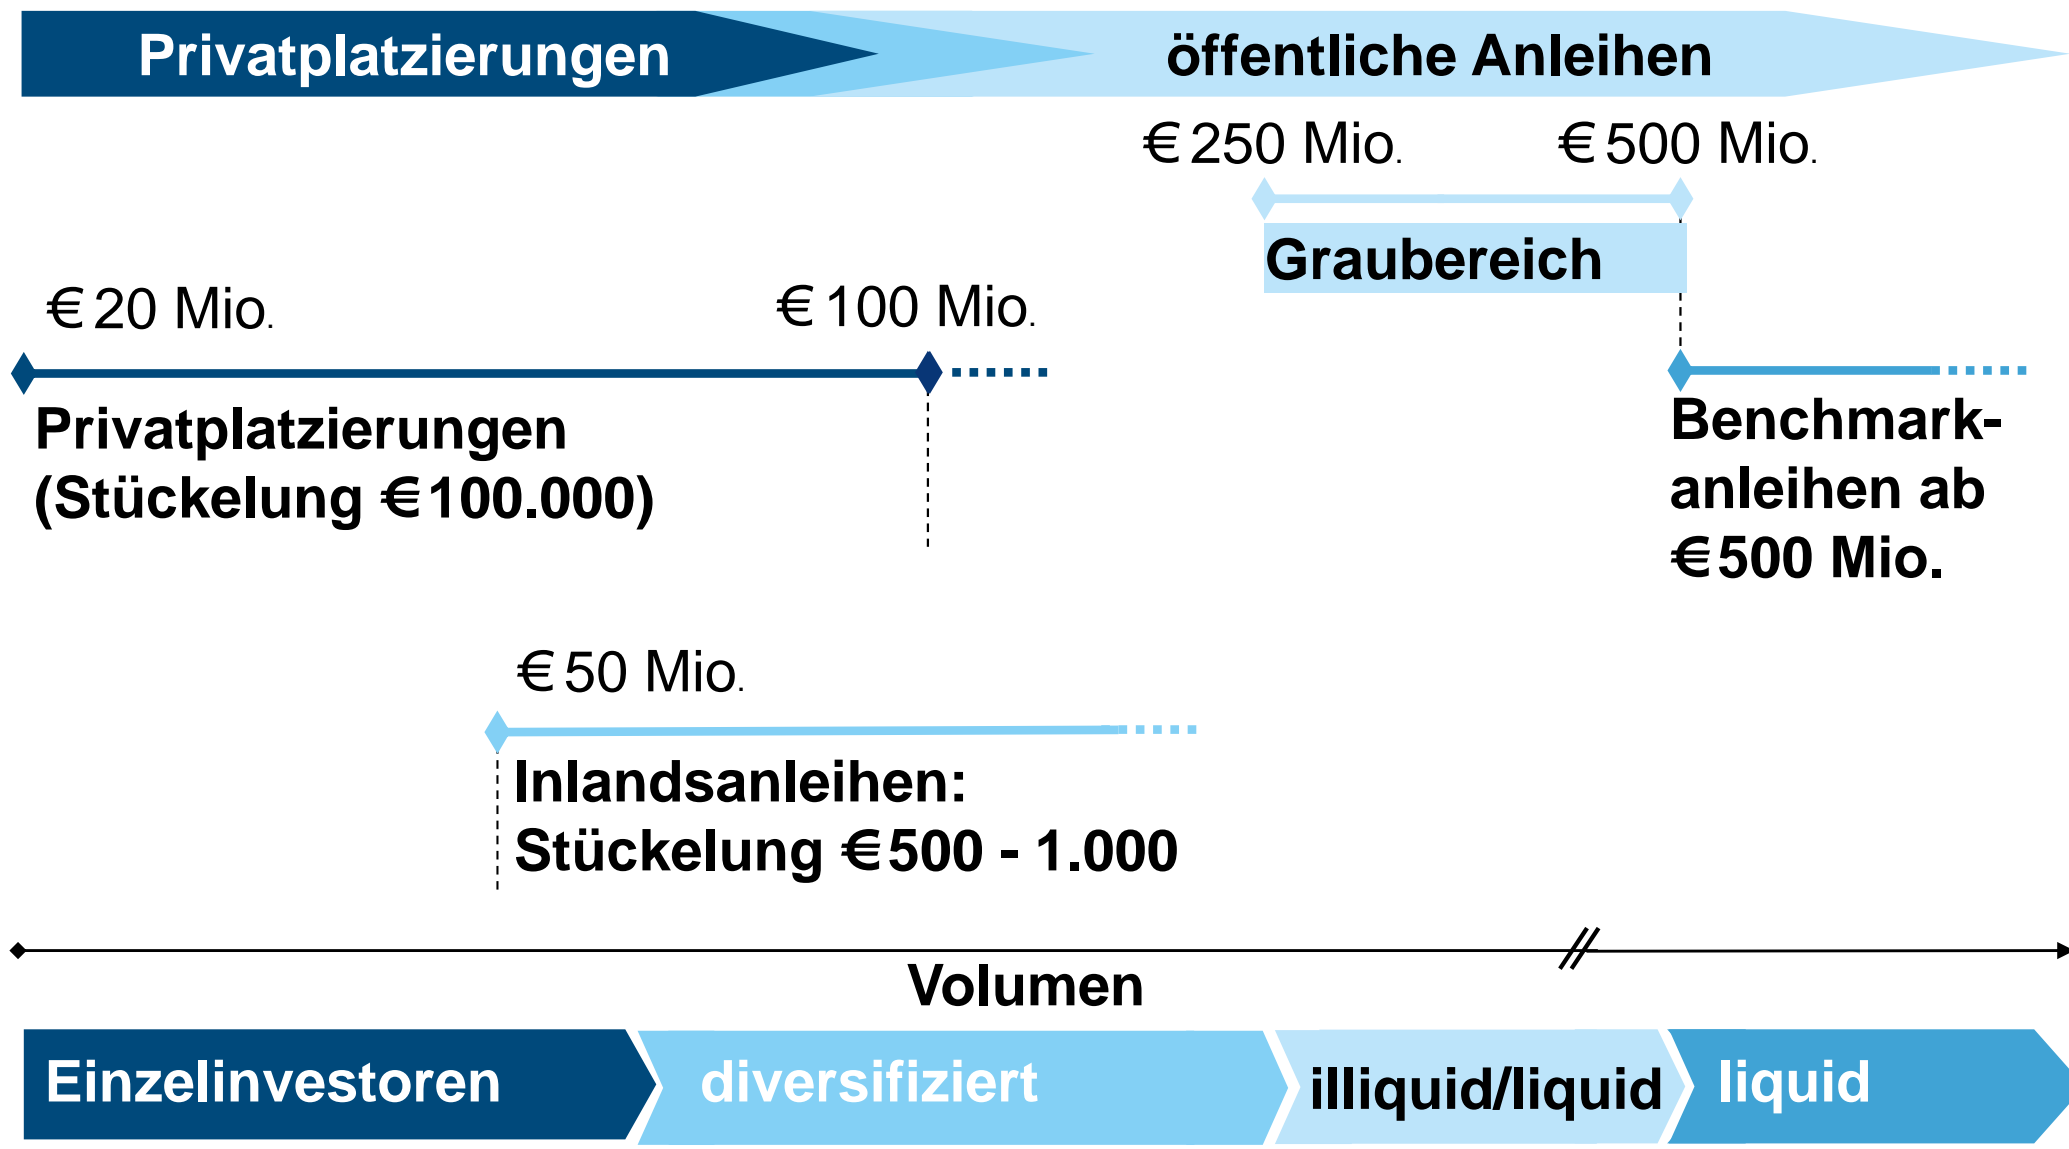 Privatplatzierungen
öffentliche Anleihen
€ 250 Mio.
€ 500 Mio.
Graubereich
€ 20 Mio.
€ 100 Mio.
Privatplatzierungen
(Stückelung € 100.000)
Benchmark-
anleihen ab
€ 500 Mio.
€ 50 Mio.
Inlandsanleihen:
Stückelung € 500 - 1.000
Volumen
Einzelinvestoren
diversifiziert
illiquid/liquid
liquid